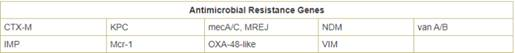 Antimicrobial Resistance Genes
CTX-M KPC mecA/C, MREJ NDM van A/B
IMP Mcr-1 OXA-48-like VIM